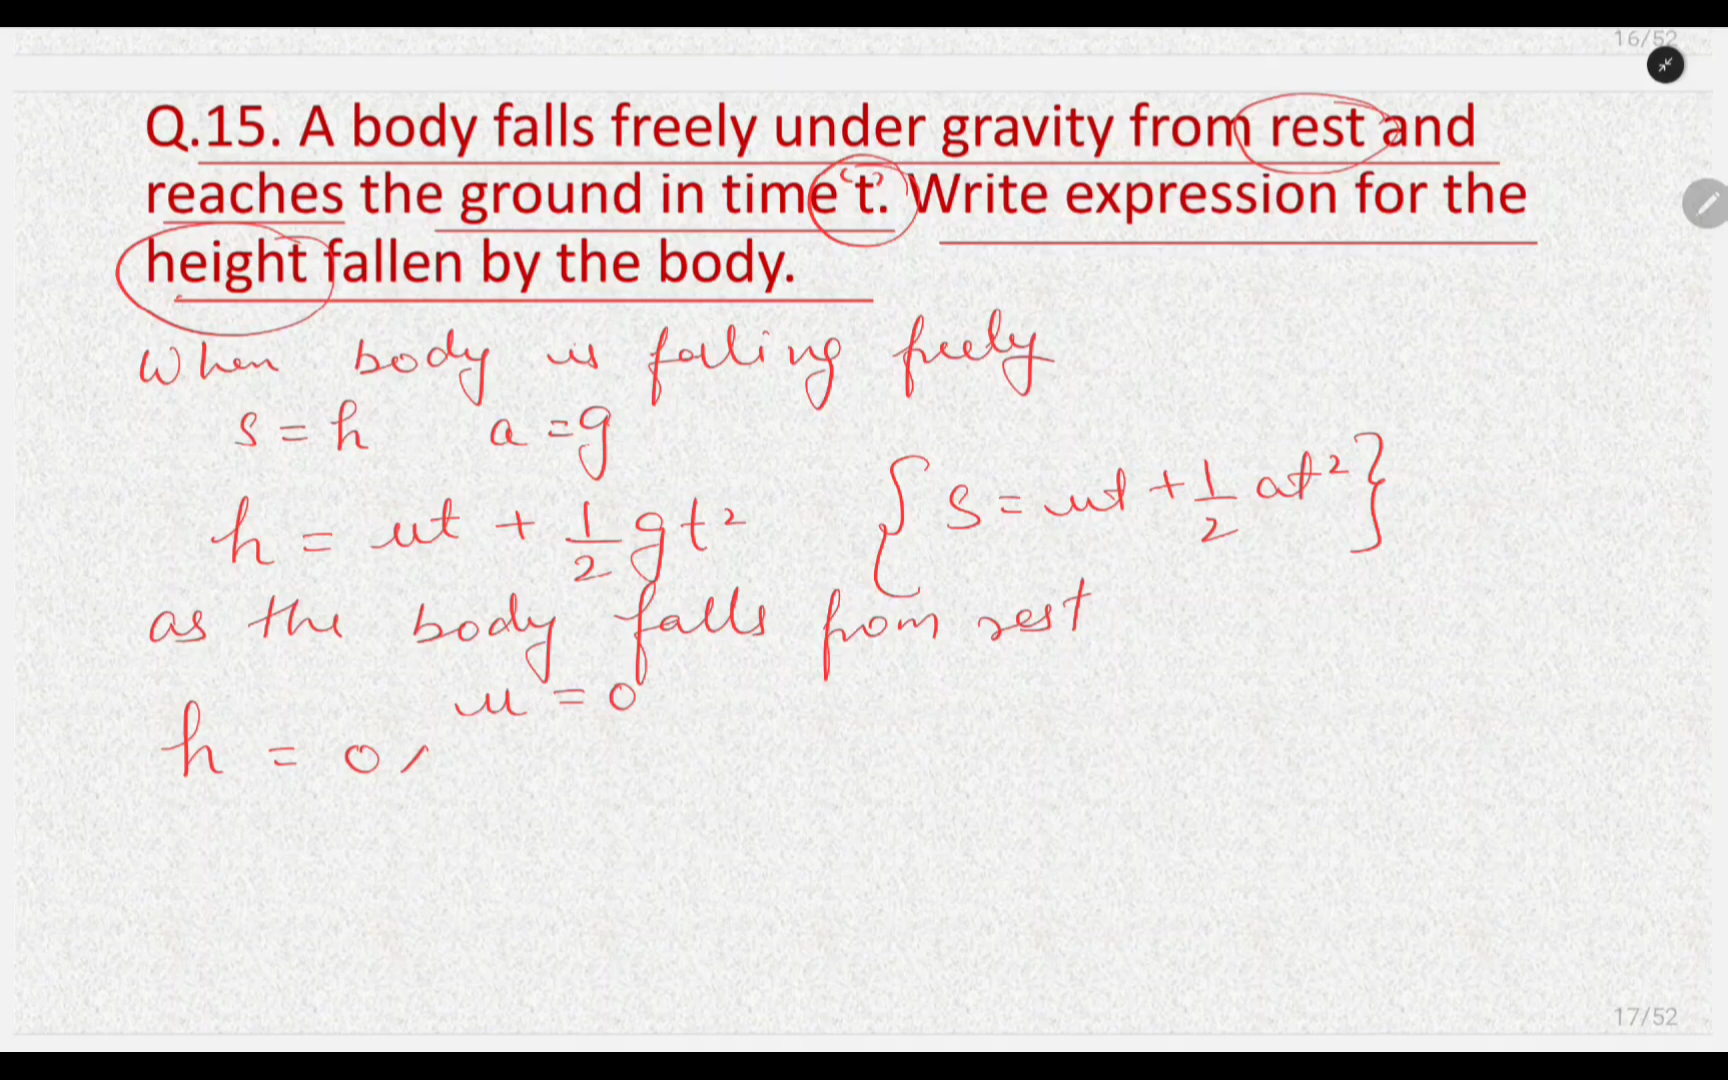 16/52
Q.15. A body falls freely under gravity from rest and
reaches the ground in time 't'. Write expression for the
height fallen by the body.
When body is falling freely
s = h a = g
h = ut + 1/2 gt² { s = ut + 1/2 at² }
as the body falls from rest
u = 0
h = 0
17/52